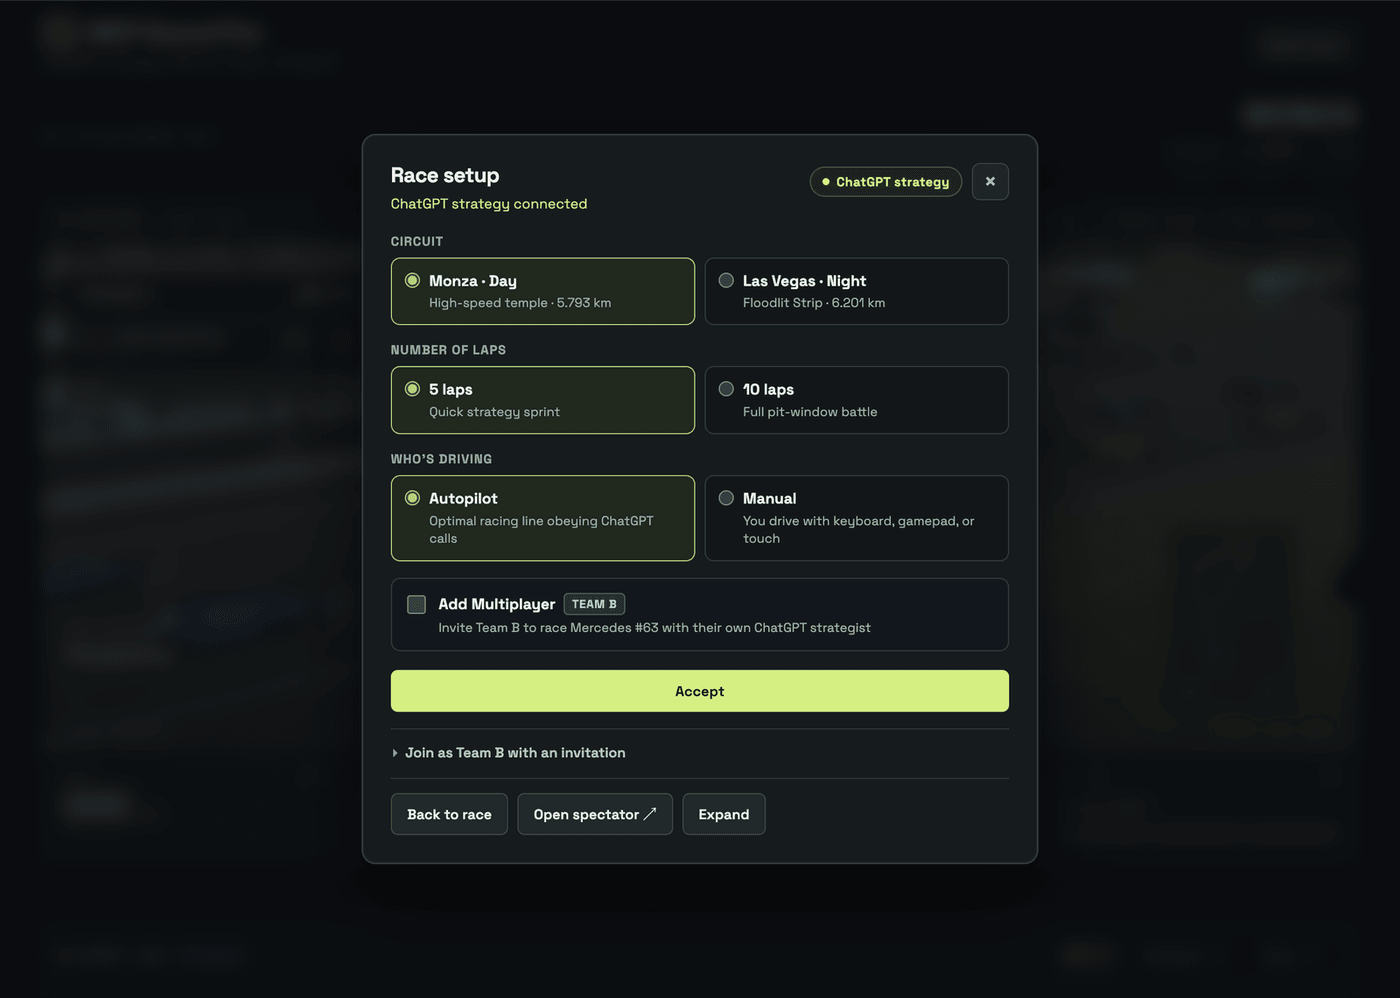 Race setup
ChatGPT strategy connected
ChatGPT strategy
×
CIRCUIT
Monza · Day
High-speed temple · 5.793 km
Las Vegas · Night
Floodlit Strip · 6.201 km
NUMBER OF LAPS
5 laps
Quick strategy sprint
10 laps
Full pit-window battle
WHO'S DRIVING
Autopilot
Optimal racing line obeying ChatGPT
calls
Manual
You drive with keyboard, gamepad, or
touch
Add Multiplayer TEAM B
Invite Team B to race Mercedes #63 with their own ChatGPT strategist
Accept
Join as Team B with an invitation
Back to race
Open spectator ↗
Expand